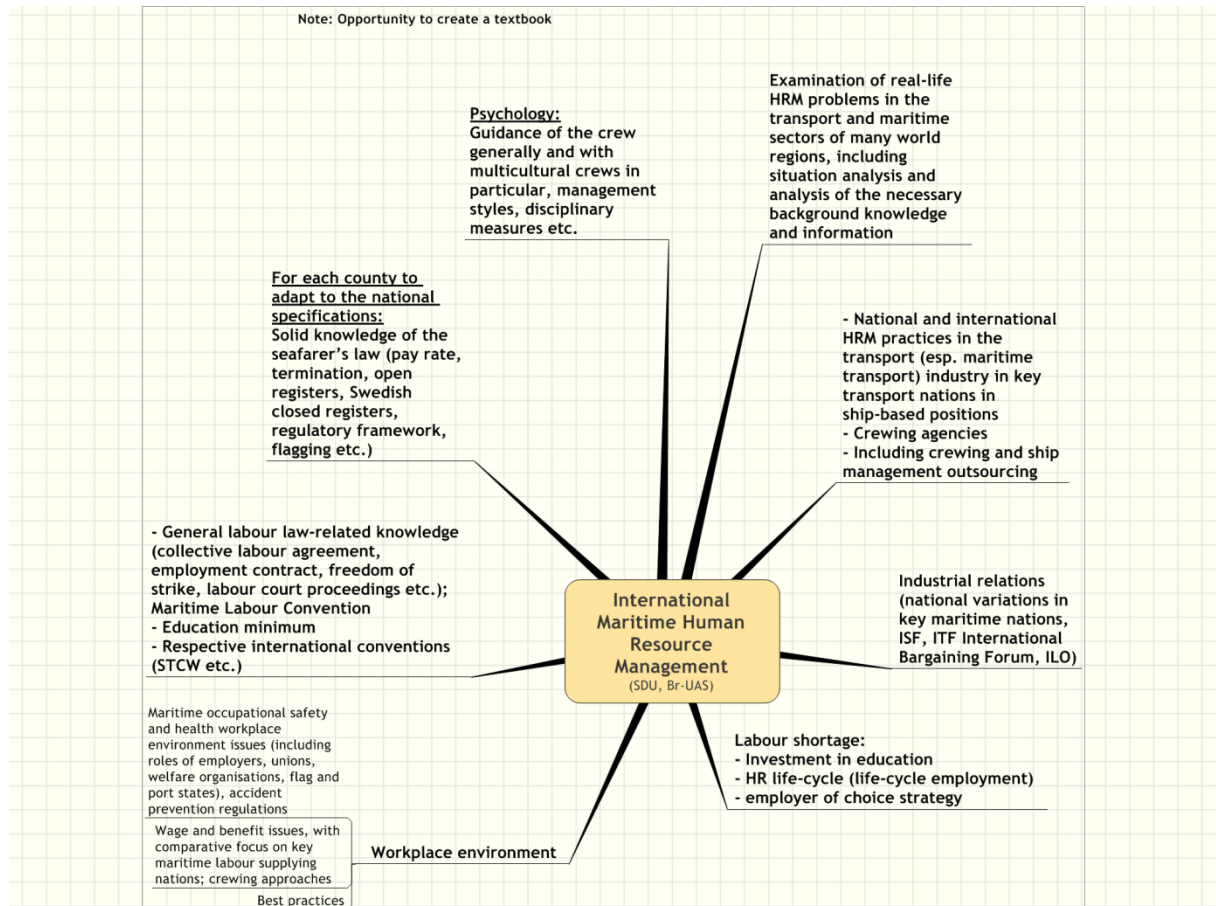 Note: Opportunity to create a textbook
Examination of real-life
HRM problems in the
transport and maritime
sectors of many world
regions, including
situation analysis and
analysis of the necessary
background knowledge
and information
Psychology:
Guidance of the crew
generally and with
multicultural crews in
particular, management
styles, disciplinary
measures etc.
For each county to
adapt to the national
specifications:
Solid knowledge of the
seafarer's law (pay rate,
termination, open
registers, Swedish
closed registers,
regulatory framework,
flagging etc.)
- National and international
HRM practices in the
transport (esp. maritime
transport) industry in key
transport nations in
ship-based positions
- Crewing agencies
- Including crewing and ship
management outsourcing
- General labour law-related knowledge
(collective labour agreement,
employment contract, freedom of
strike, labour court proceedings etc.);
Maritime Labour Convention
- Education minimum
- Respective international conventions
(STCW etc.)
International
Maritime Human
Resource
Management
(SDU, Br-UAS)
Industrial relations
(national variations in
key maritime nations,
ISF, ITF International
Bargaining Forum, ILO)
Labour shortage:
- Investment in education
- HR life-cycle (life-cycle employment)
- employer of choice strategy
Maritime occupational safety
and health workplace
environment issues (including
roles of employers, unions,
welfare organisations, flag and
port states), accident
prevention regulations
Wage and benefit issues, with
comparative focus on key
maritime labour supplying
nations; crewing approaches
Workplace environment
Best practices